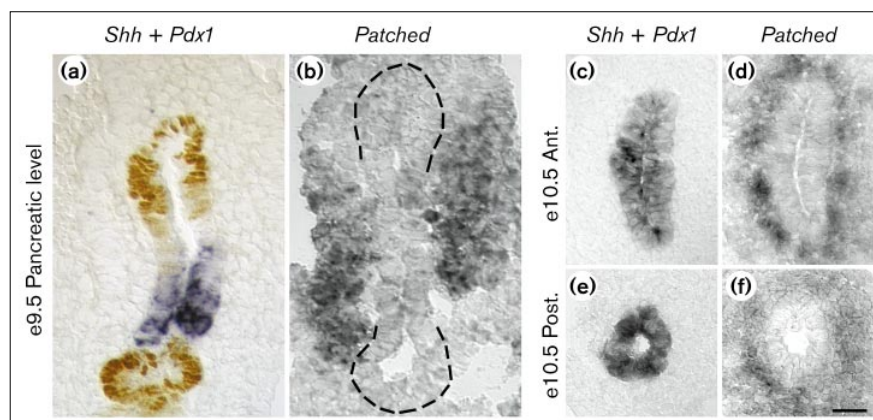 Shh + Pdx1 Patched Shh + Pdx1 Patched
e9.5 Pancreatic level
(a) (b)
e10.5 Ant.
(c) (d)
e10.5 Post.
(e) (f)